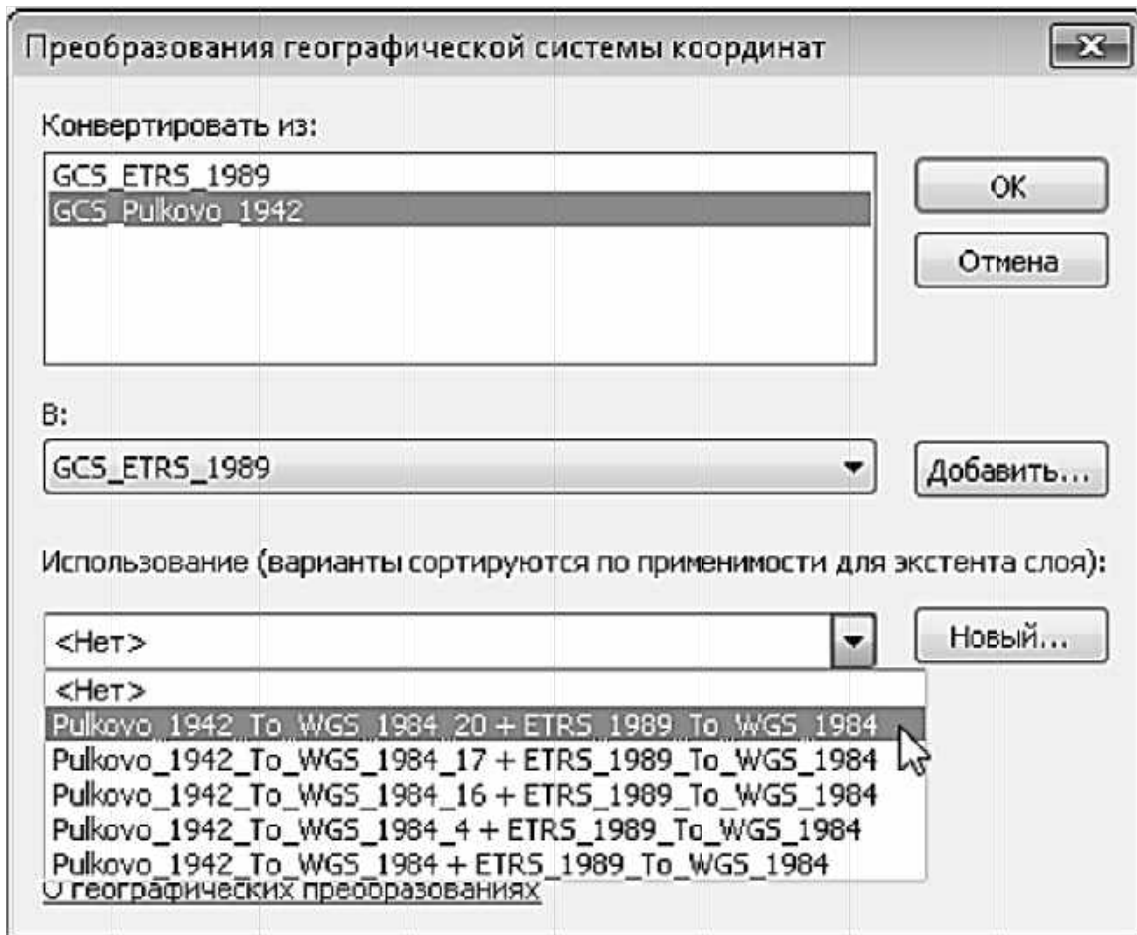 Преобразования географической системы координат
Конвертировать из:
GCS_ETRS_1989
GCS_Pulkovo_1942
OK
Отмена
В:
GCS_ETRS_1989
Добавить...
Использование (варианты сортируются по применимости для экстента слоя):
<Нет>
Новый...
<Нет>
Pulkovo_1942_To_WGS_1984_20 + ETRS_1989_To_WGS_1984
Pulkovo_1942_To_WGS_1984_17 + ETRS_1989_To_WGS_1984
Pulkovo_1942_To_WGS_1984_16 + ETRS_1989_To_WGS_1984
Pulkovo_1942_To_WGS_1984_4 + ETRS_1989_To_WGS_1984
Pulkovo_1942_To_WGS_1984 + ETRS_1989_To_WGS_1984
О географических преобразованиях